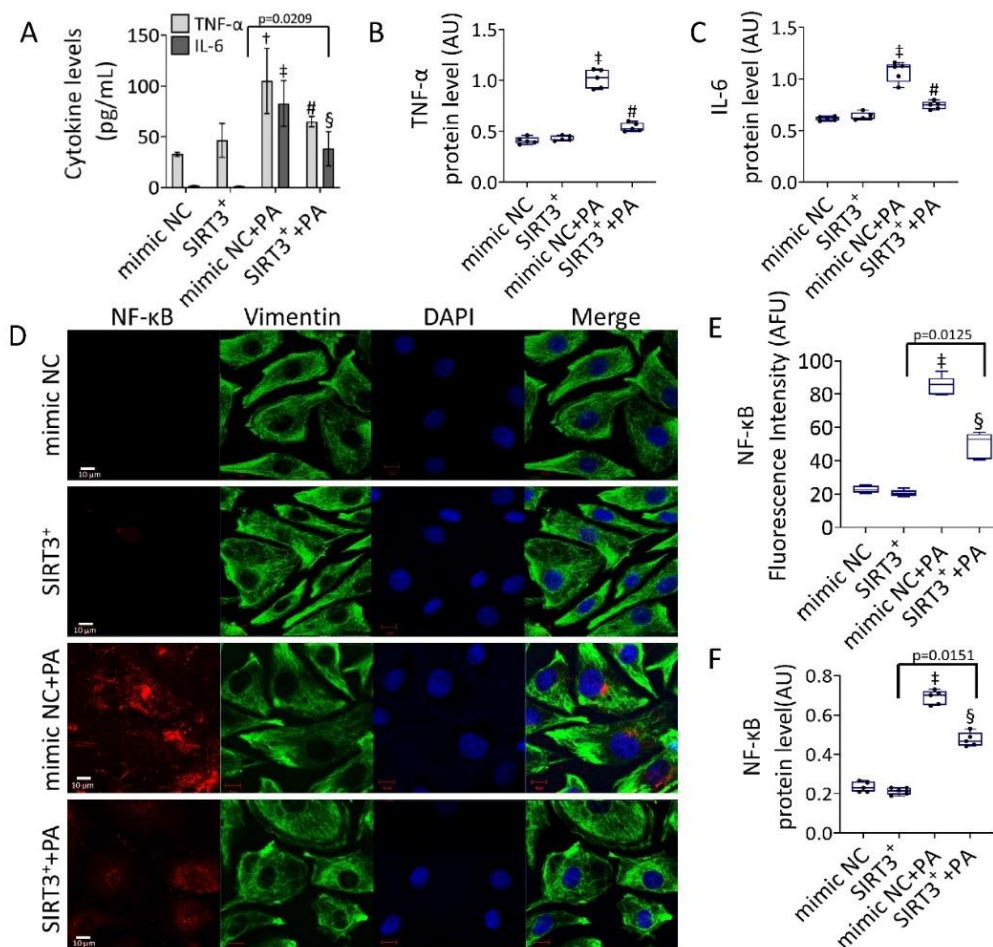 A
TNF-α
IL-6
p=0.0209
Cytokine levels
(pg/mL)
150
100
50
0
†
‡
#
§
mimic NC
SIRT3⁺
mimic NC+PA
SIRT3⁺+PA
B
TNF-α
protein level (AU)
1.5
1.0
0.5
0.0
‡
#
mimic NC
SIRT3⁺
mimic NC+PA
SIRT3⁺+PA
C
IL-6
protein level (AU)
1.5
1.0
0.5
0.0
‡
#
mimic NC
SIRT3⁺
mimic NC+PA
SIRT3⁺+PA
D
NF-κB Vimentin DAPI Merge
mimic NC
10 μm
SIRT3⁺
10 μm
mimic NC+PA
10 μm
SIRT3⁺+PA
10 μm
E
p=0.0125
NF-κB
Fluorescence Intensity (AFU)
100
80
60
40
20
0
‡
§
mimic NC
SIRT3⁺
mimic NC+PA
SIRT3⁺+PA
F
p=0.0151
NF-κB
protein level(AU)
0.8
0.6
0.4
0.2
0.0
‡
§
mimic NC
SIRT3⁺
mimic NC+PA
SIRT3⁺+PA